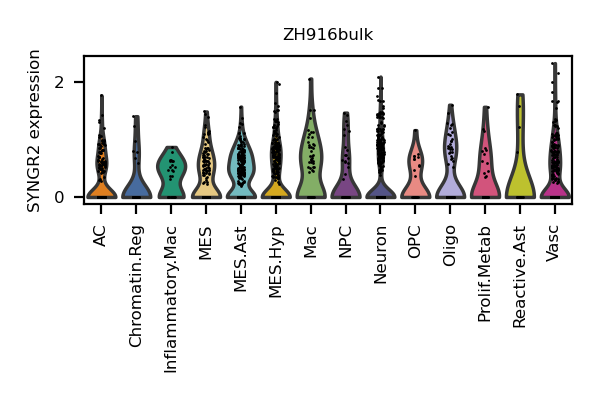 ZH916bulk
SYNGR2 expression
2
0
AC
Chromatin.Reg
Inflammatory.Mac
MES
MES.Ast
MES.Hyp
Mac
NPC
Neuron
OPC
Oligo
Prolif.Metab
Reactive.Ast
Vasc